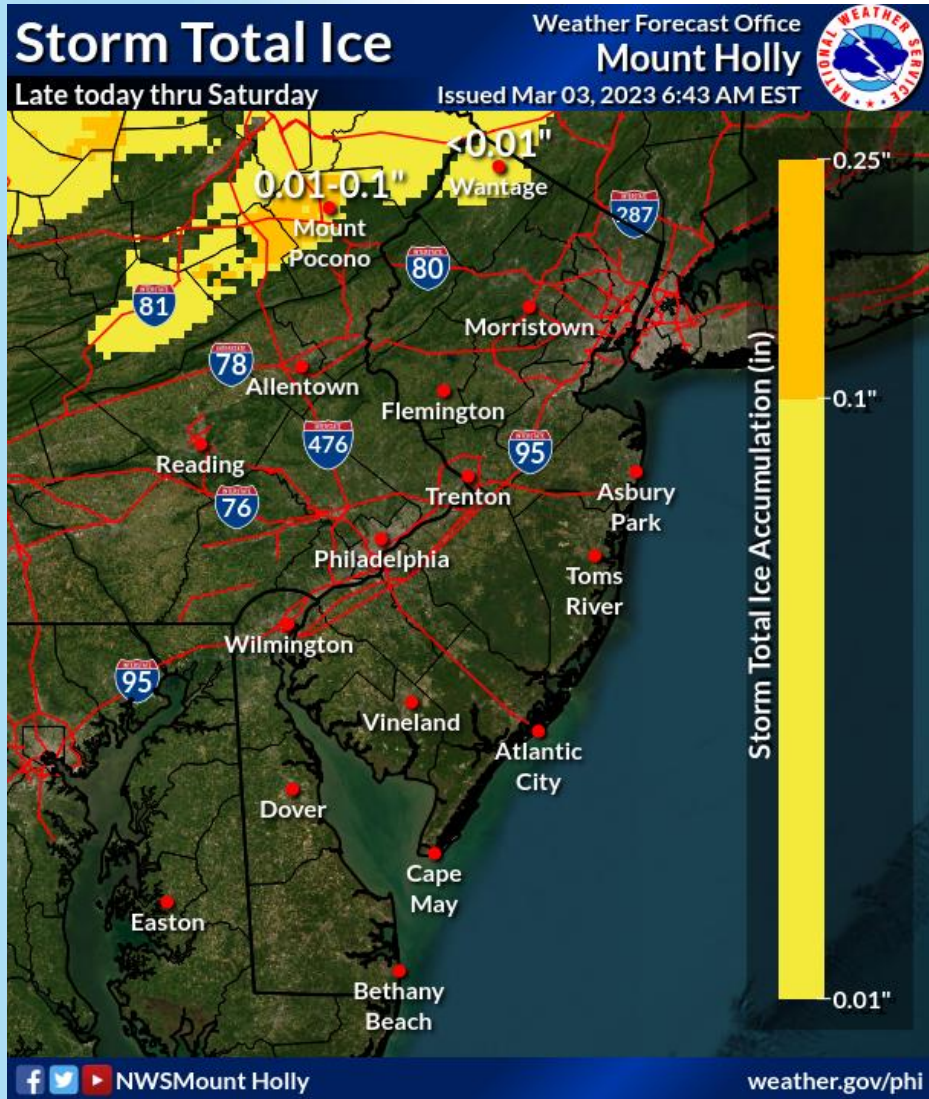 Storm Total Ice
Late today thru Saturday
Weather Forecast Office
Mount Holly
Issued Mar 03, 2023 6:43 AM EST
NATIONAL WEATHER SERVICE
<0.01"
Wantage
0.01-0.1"
Mount
Pocono
287
80
81
Morristown
78
Allentown
Flemington
476
95
Reading
Trenton
Asbury
Park
76
Philadelphia
Toms
River
Wilmington
95
Vineland
Atlantic
City
Dover
Cape
May
Easton
Bethany
Beach
Storm Total Ice Accumulation (in)
0.25"
0.1"
0.01"
NWSMount Holly
weather.gov/phi